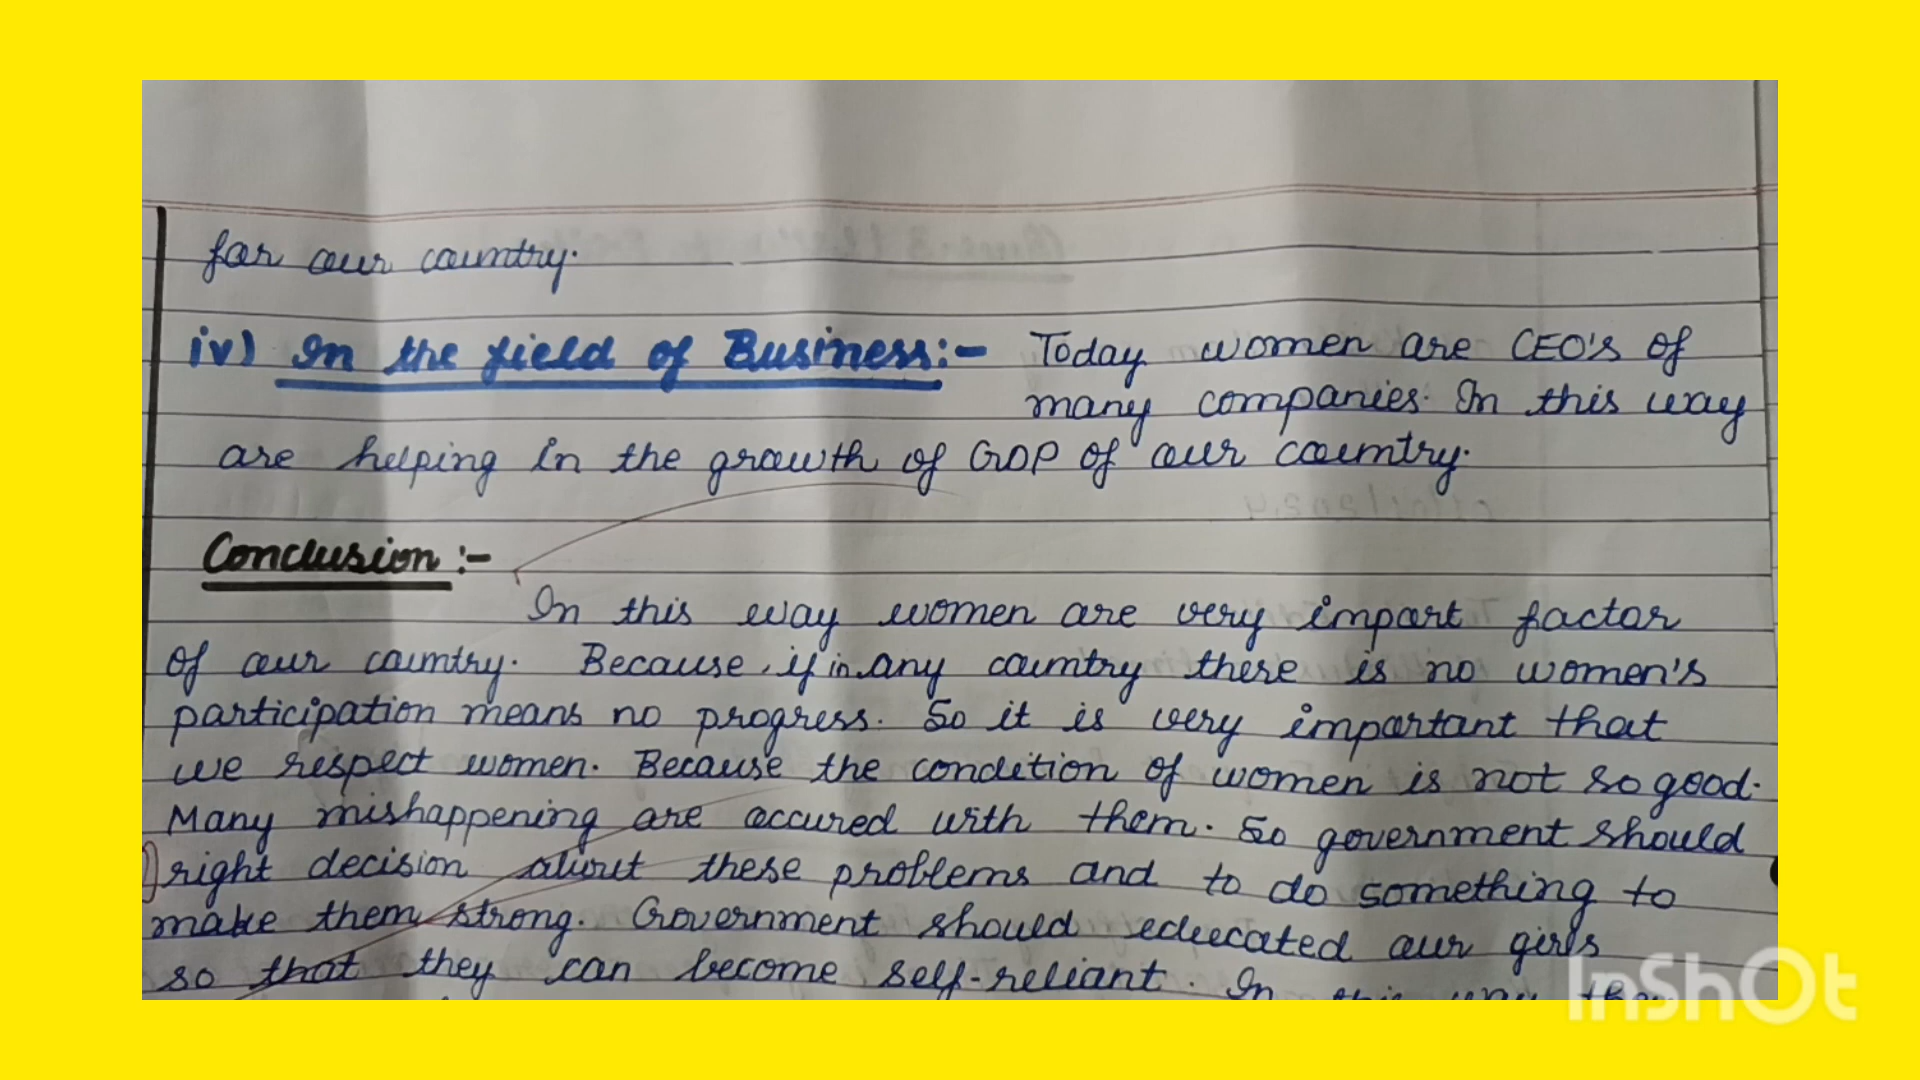 for our country.
iv) In the field of Business:- Today women are CEO's of
many companies. In this way
are helping in the growth of GDP of our country.
Conclusion :-
In this way women are very import factor
of our country. Because, if in any country there is no women's
participation means no progress. So it is very important that
we respect women. Because the condition of women is not so good.
Many mishappening are occured with them. So government should
right decision about these problems and to do something to
make them strong. Government should educated our girls
so that they can become self-reliant. In this way
InShOt